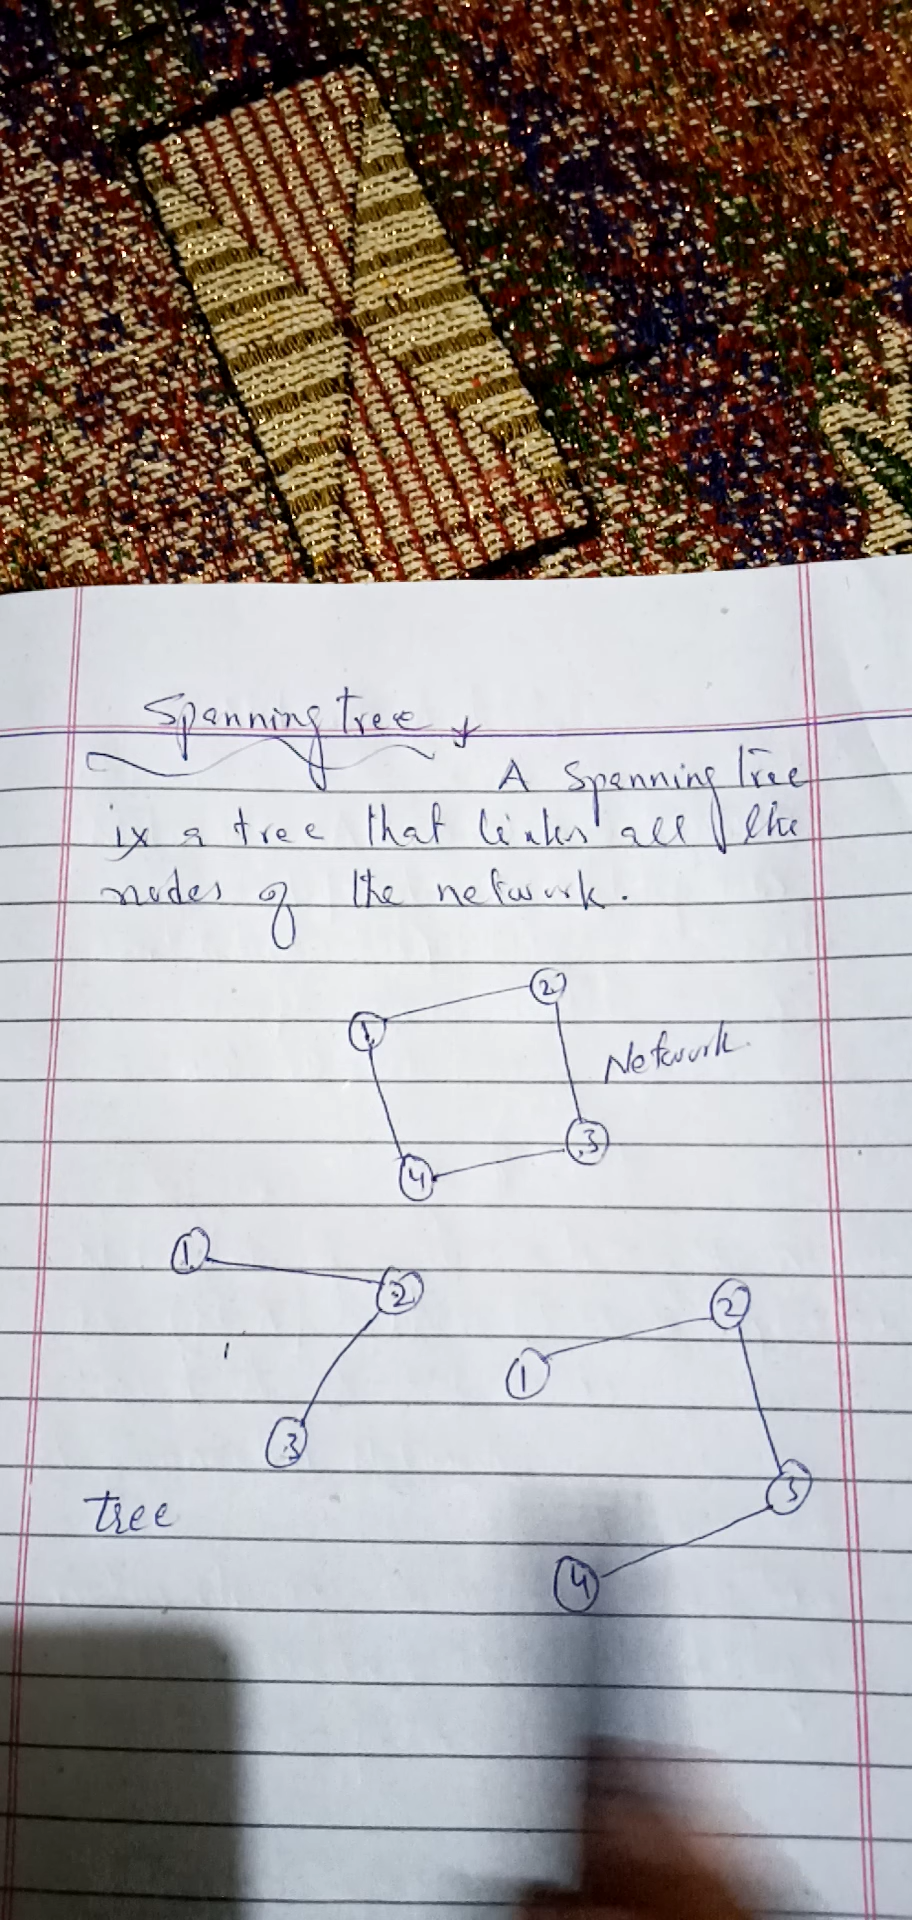 Spanning tree
A Spanning tree
is a tree that links all the
nodes of the network.
2
1
Network.
3
4
1
2
2
1
3
3
tree
4